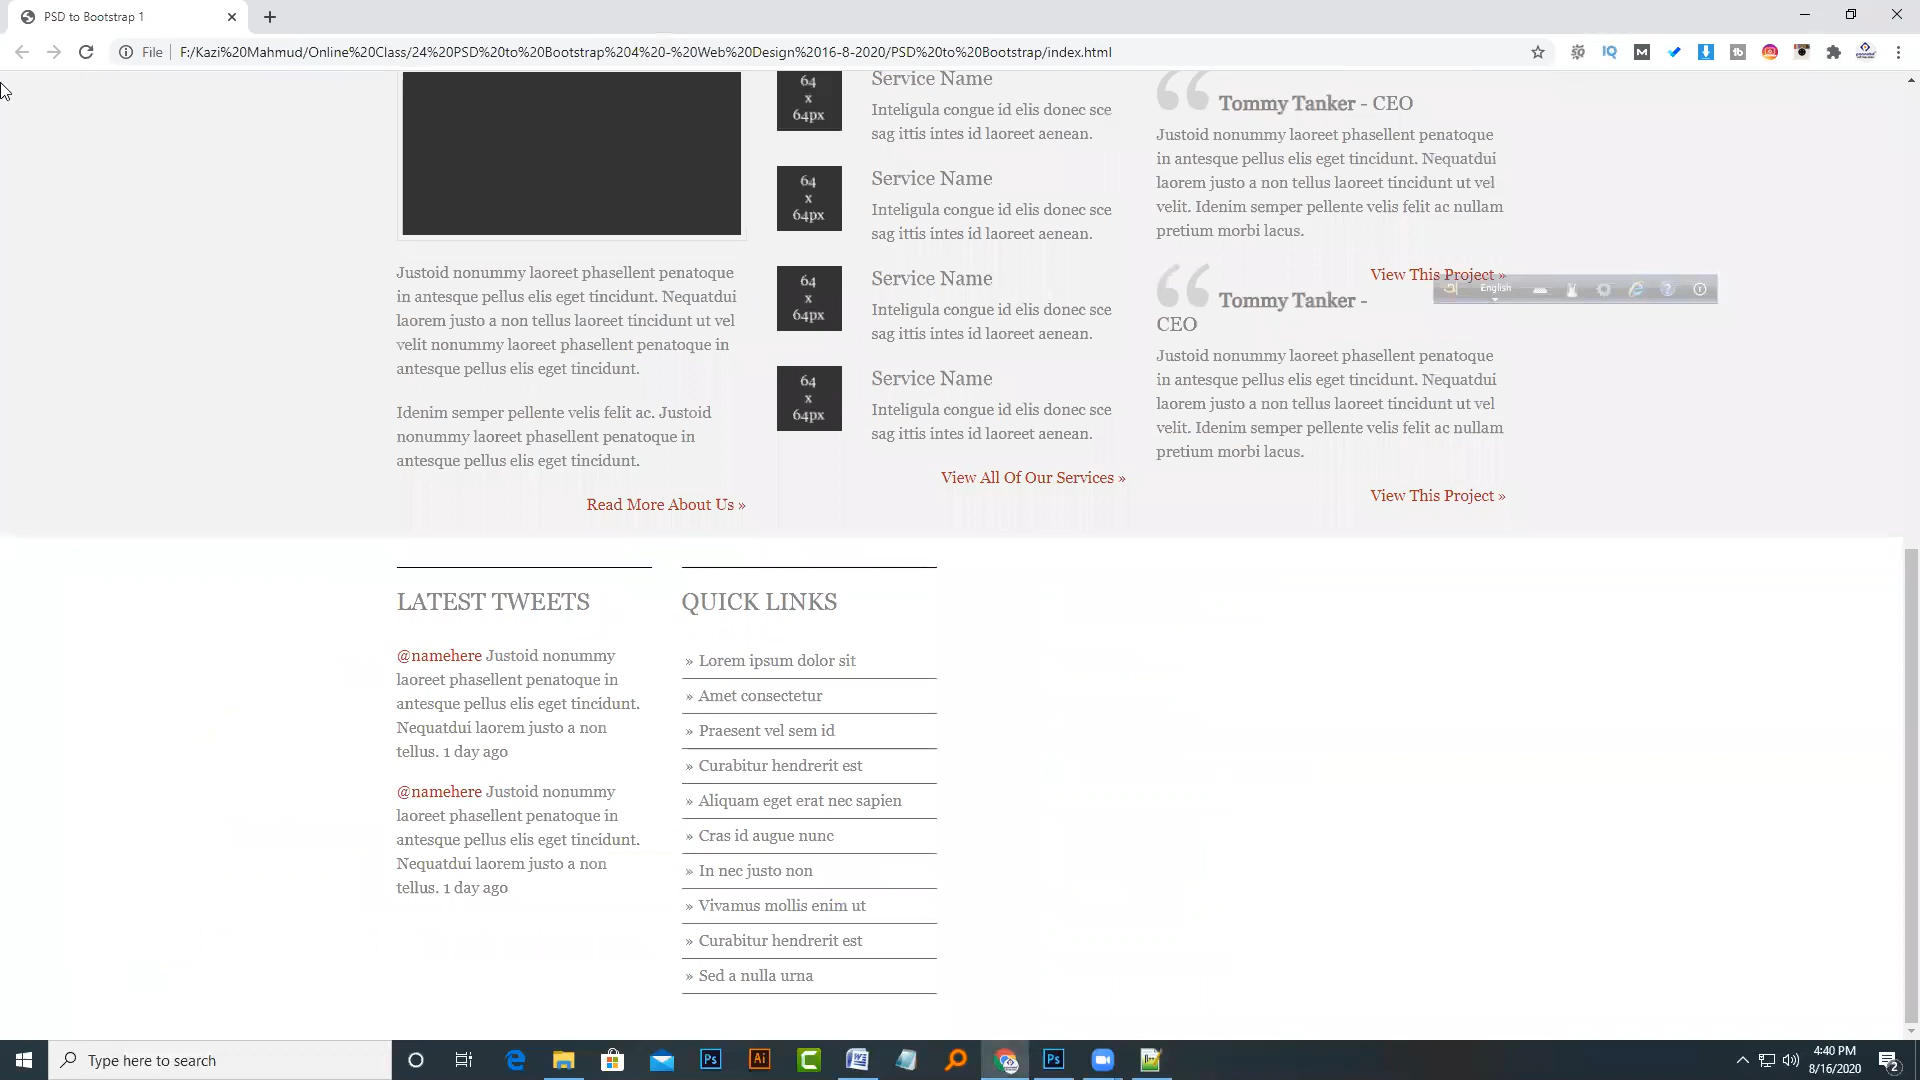 PSD to Bootstrap 1
File
F:/Kazi%20Mahmud/Online%20Class/24%20PSD%20to%20Bootstrap%204%20-%20Web%20Design%2016-8-2020/PSD%20to%20Bootstrap/index.html
64
x
64px
Service Name
Inteligula congue id elis donec sce
sag ittis intes id laoreet aenean.
64
x
64px
Service Name
Inteligula congue id elis donec sce
sag ittis intes id laoreet aenean.
64
x
64px
Service Name
Inteligula congue id elis donec sce
sag ittis intes id laoreet aenean.
64
x
64px
Service Name
Inteligula congue id elis donec sce
sag ittis intes id laoreet aenean.
View All Of Our Services »
Justoid nonummy laoreet phasellent penatoque
in antesque pellus elis eget tincidunt. Nequatdui
laorem justo a non tellus laoreet tincidunt ut vel
velit nonummy laoreet phasellent penatoque in
antesque pellus elis eget tincidunt.
Idenim semper pellente velis felit ac. Justoid
nonummy laoreet phasellent penatoque in
antesque pellus elis eget tincidunt.
Read More About Us »
Tommy Tanker - CEO
Justoid nonummy laoreet phasellent penatoque
in antesque pellus elis eget tincidunt. Nequatdui
laorem justo a non tellus laoreet tincidunt ut vel
velit. Idenim semper pellente velis felit ac nullam
pretium morbi lacus.
View This Project »
English
Tommy Tanker -
CEO
Justoid nonummy laoreet phasellent penatoque
in antesque pellus elis eget tincidunt. Nequatdui
laorem justo a non tellus laoreet tincidunt ut vel
velit. Idenim semper pellente velis felit ac nullam
pretium morbi lacus.
View This Project »
LATEST TWEETS
@namehere Justoid nonummy
laoreet phasellent penatoque in
antesque pellus elis eget tincidunt.
Nequatdui laorem justo a non
tellus. 1 day ago
@namehere Justoid nonummy
laoreet phasellent penatoque in
antesque pellus elis eget tincidunt.
Nequatdui laorem justo a non
tellus. 1 day ago
QUICK LINKS
» Lorem ipsum dolor sit
» Amet consectetur
» Praesent vel sem id
» Curabitur hendrerit est
» Aliquam eget erat nec sapien
» Cras id augue nunc
» In nec justo non
» Vivamus mollis enim ut
» Curabitur hendrerit est
» Sed a nulla urna
Type here to search
4:40 PM
8/16/2020
2